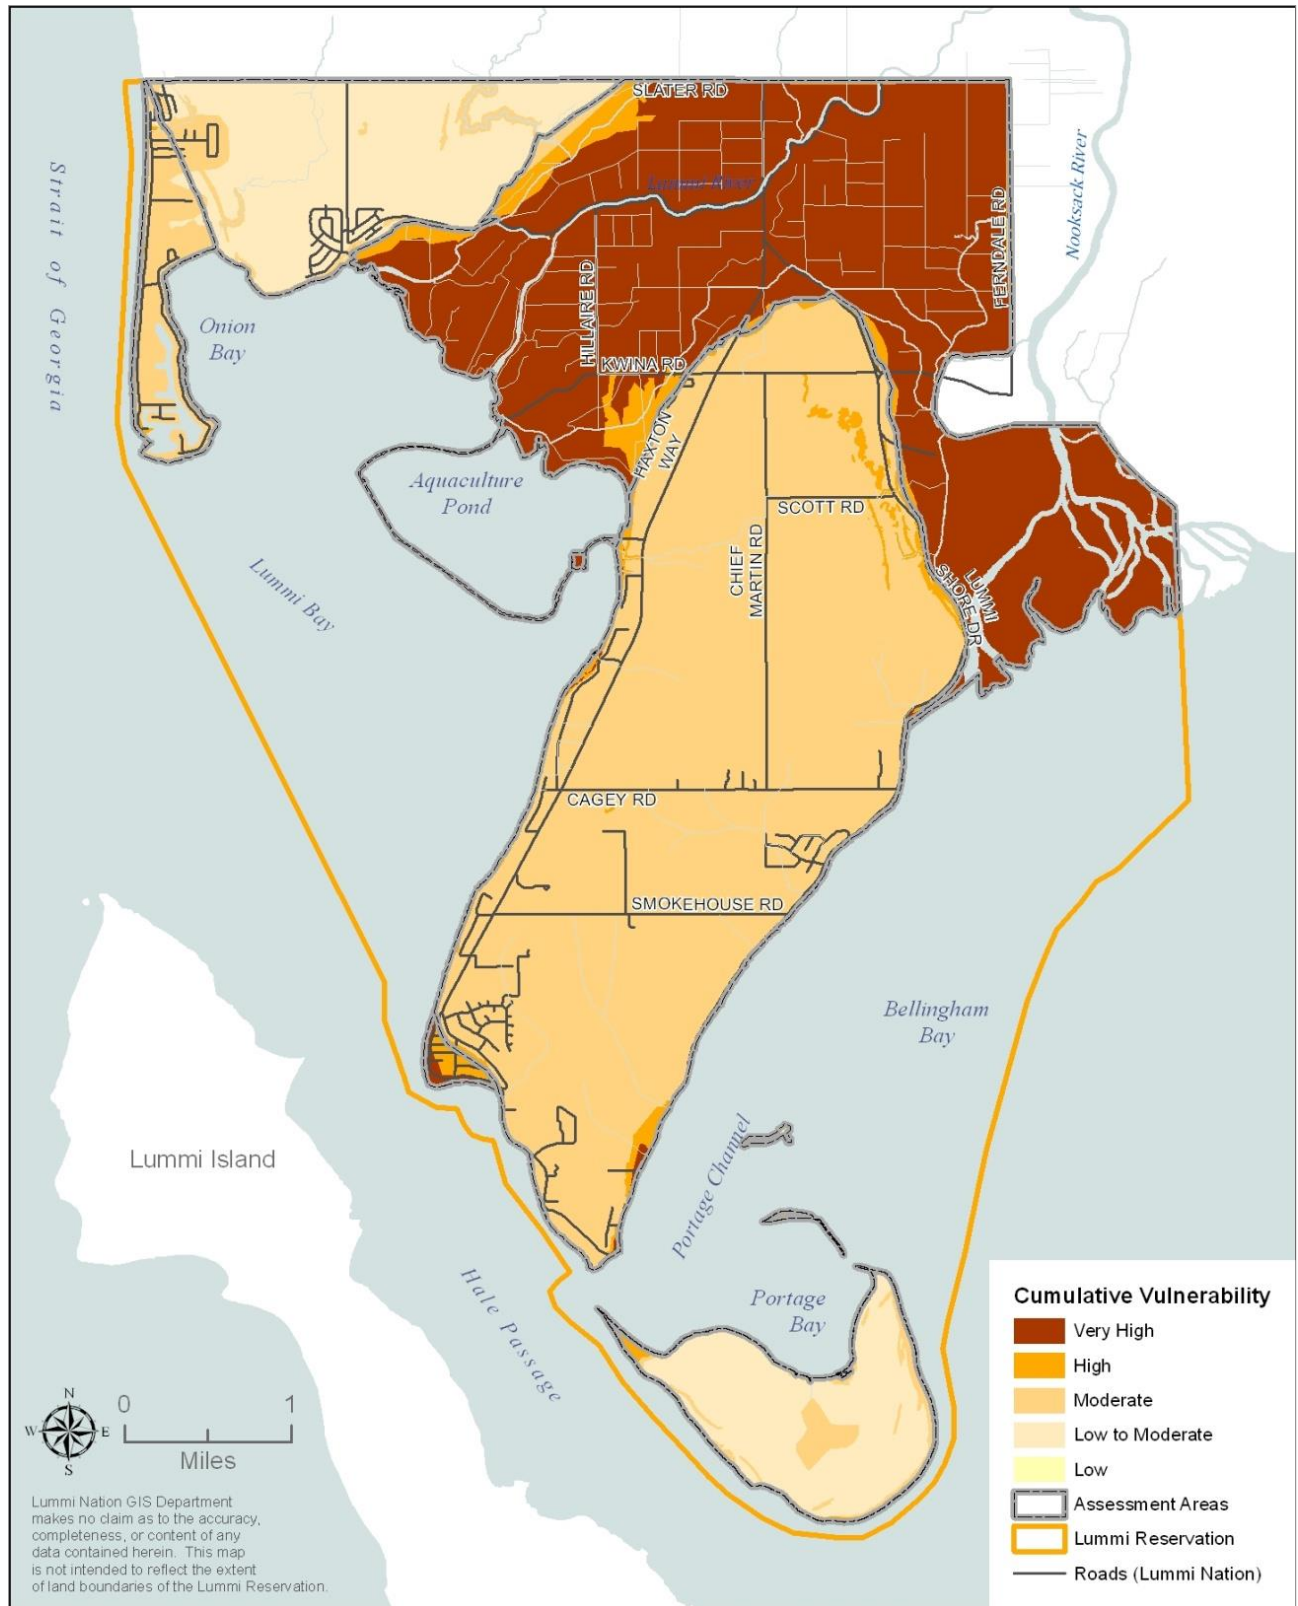 SLATER RD
Strait of Georgia
Lummi River
Nooksack River
FERNDALE RD
HILLAIRE RD
Onion
Bay
KWINA RD
HAXTON
WAY
Aquaculture
Pond
SCOTT RD
CHIEF
MARTIN RD
Lummi Bay
LUMMI
SHORE DR
CAGEY RD
SMOKEHOUSE RD
Bellingham
Bay
Lummi Island
Portage Channel
Hale Passage
Portage
Bay
N
W
E
S
0
1
Miles
Lummi Nation GIS Department
makes no claim as to the accuracy,
completeness, or content of any
data contained herein. This map
is not intended to reflect the extent
of land boundaries of the Lummi Reservation.
Cumulative Vulnerability
Very High
High
Moderate
Low to Moderate
Low
Assessment Areas
Lummi Reservation
Roads (Lummi Nation)